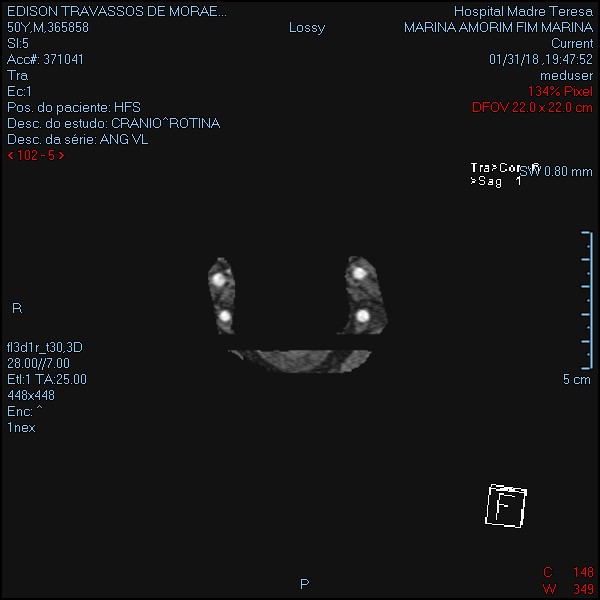 EDISON TRAVASSOS DE MORAE...
50Y,M,365858
Sl:5
Acc#: 371041
Tra
Ec:1
Pos. do paciente: HFS
Desc. do estudo: CRANIO^ROTINA
Desc. da série: ANG VL
< 102 - 5 >
Lossy
Hospital Madre Teresa
MARINA AMORIM FIM MARINA
Current
01/31/18 ,19:47:52
meduser
134% Pixel
DFOV 22.0 x 22.0 cm
Tra>Cor
SW 0.80 mm
>Sag 1
R
fl3d1r_t30,3D
28.00//7.00
Etl:1 TA:25.00
448x448
Enc: ^
1nex
5 cm
F
P
C 148
W 349